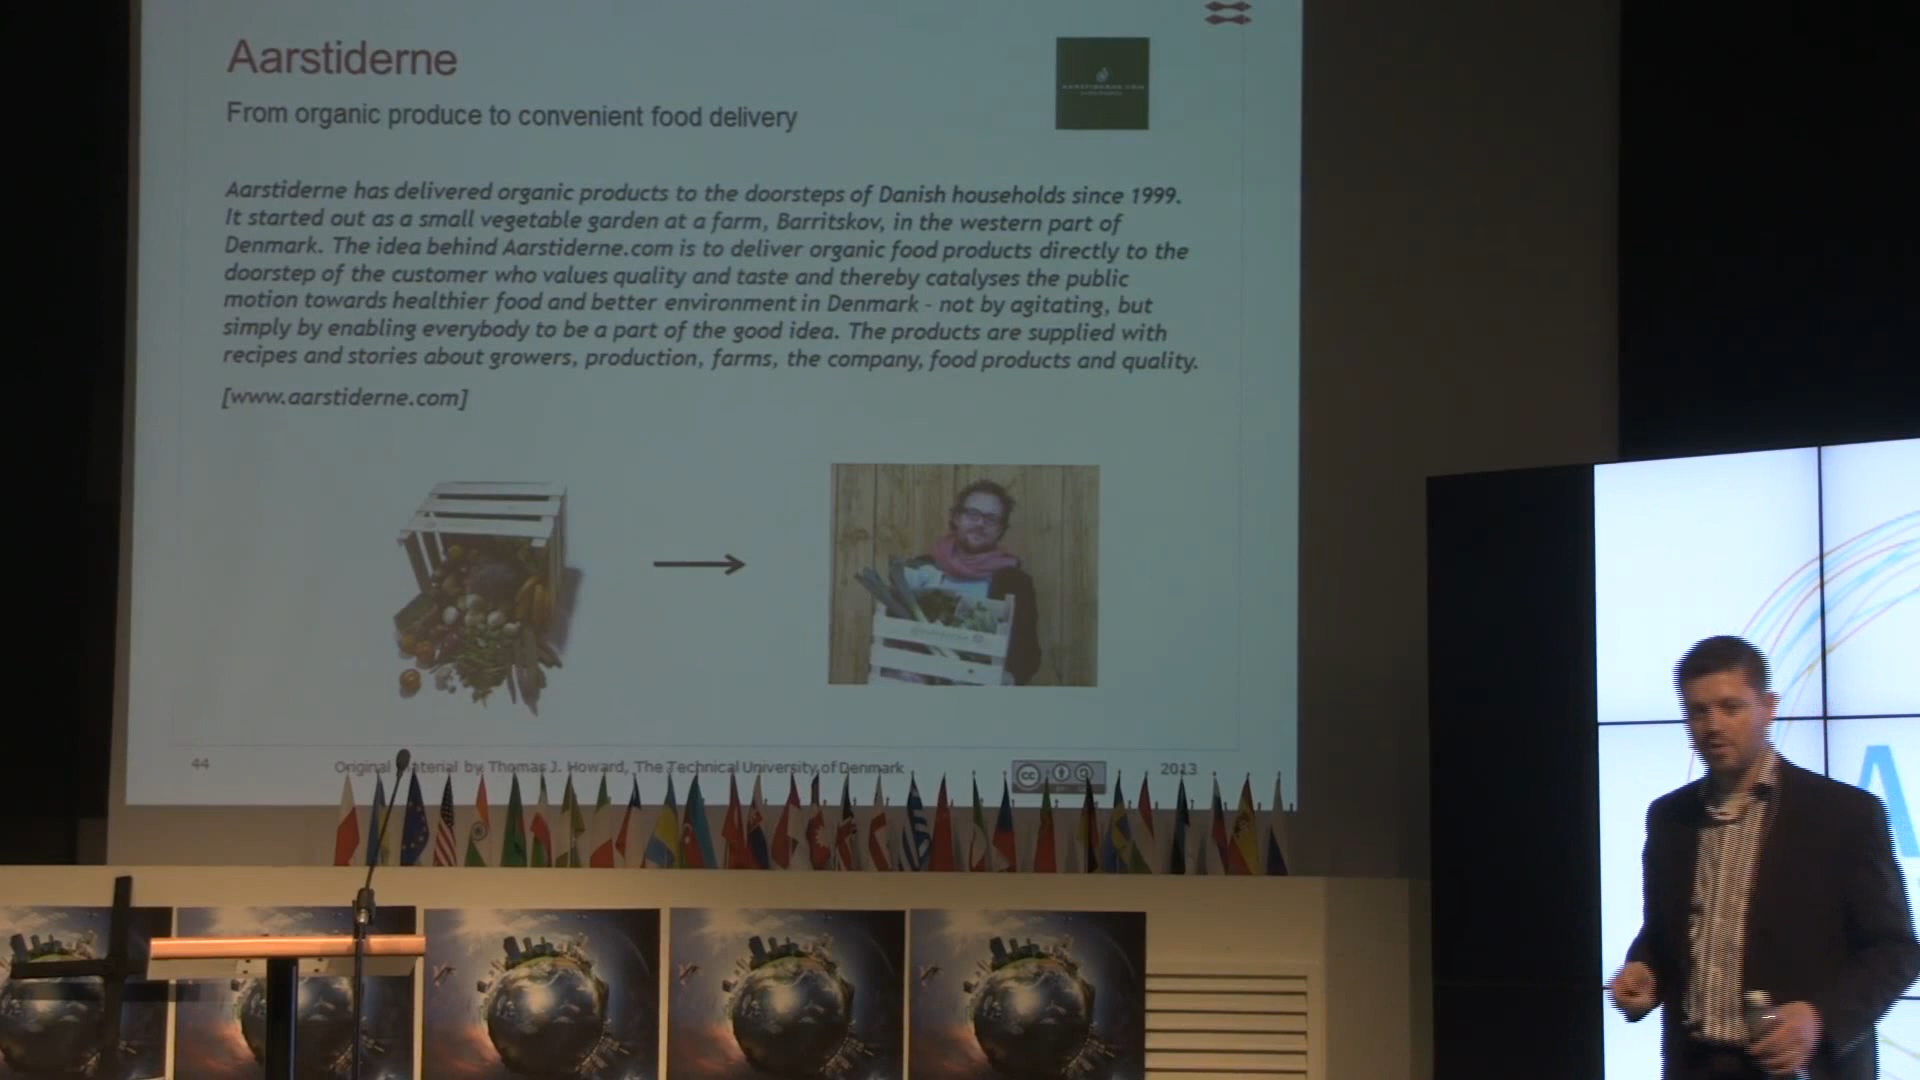 Aarstiderne
From organic produce to convenient food delivery
Aarstiderne has delivered organic products to the doorsteps of Danish households since 1999.
It started out as a small vegetable garden at a farm, Barritskov, in the western part of
Denmark. The idea behind Aarstiderne.com is to deliver organic food products directly to the
doorstep of the customer who values quality and taste and thereby catalyses the public
motion towards healthier food and better environment in Denmark - not by agitating, but
simply by enabling everybody to be a part of the good idea. The products are supplied with
recipes and stories about growers, production, farms, the company, food products and quality.
[www.aarstiderne.com]
44
Original material by Thomas J. Howard, The Technical University of Denmark
cc
2013
A